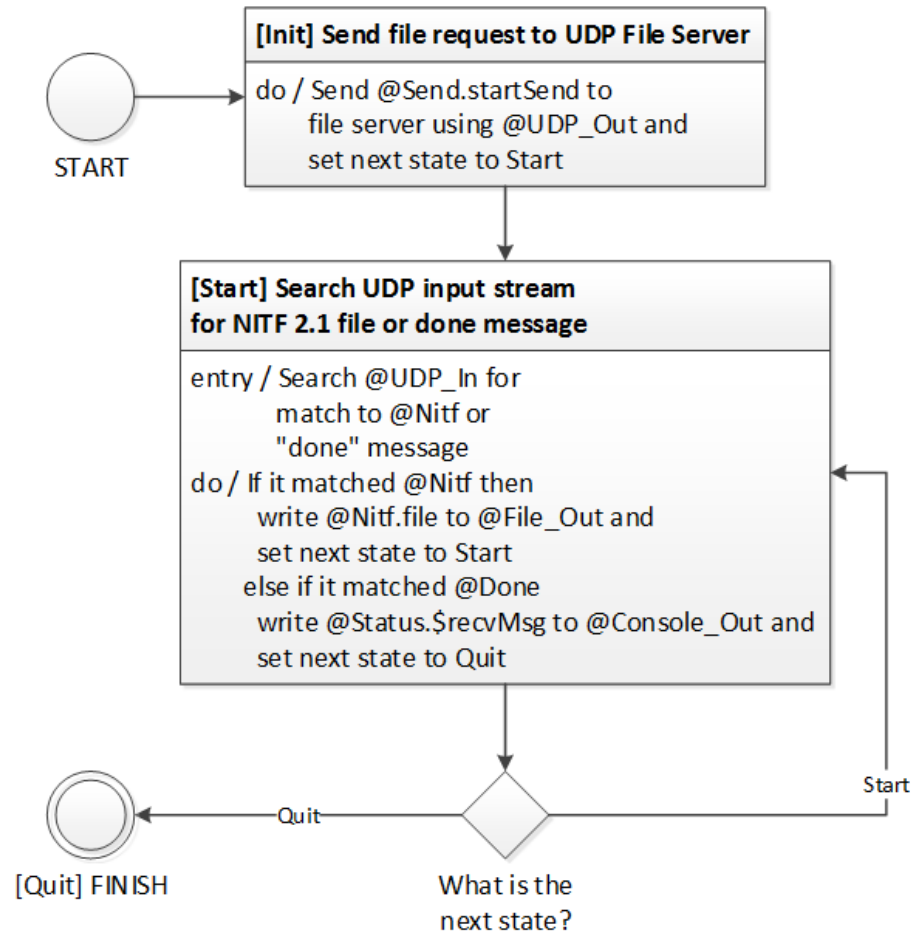 [Init] Send file request to UDP File Server
do / Send @Send.startSend to
file server using @UDP_Out and
set next state to Start
START
[Start] Search UDP input stream
for NITF 2.1 file or done message
entry / Search @UDP_In for
match to @Nitf or
"done" message
do / If it matched @Nitf then
write @Nitf.file to @File_Out and
set next state to Start
else if it matched @Done
write @Status.$recvMsg to @Console_Out and
set next state to Quit
Start
Quit
[Quit] FINISH
What is the
next state?